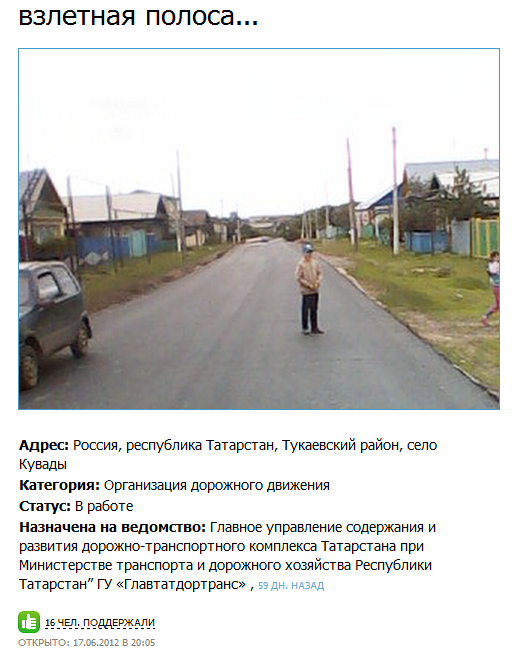 взлетная полоса...
Адрес: Россия, республика Татарстан, Тукаевский район, село
Кувады
Категория: Организация дорожного движения
Статус: В работе
Назначена на ведомство: Главное управление содержания и
развития дорожно-транспортного комплекса Татарстана при
Министерстве транспорта и дорожного хозяйства Республики
Татарстан” ГУ «Главтатдортранс» , 59 ДН. НАЗАД
16 ЧЕЛ. ПОДДЕРЖАЛИ
ОТКРЫТО: 17.06.2012 В 20:05